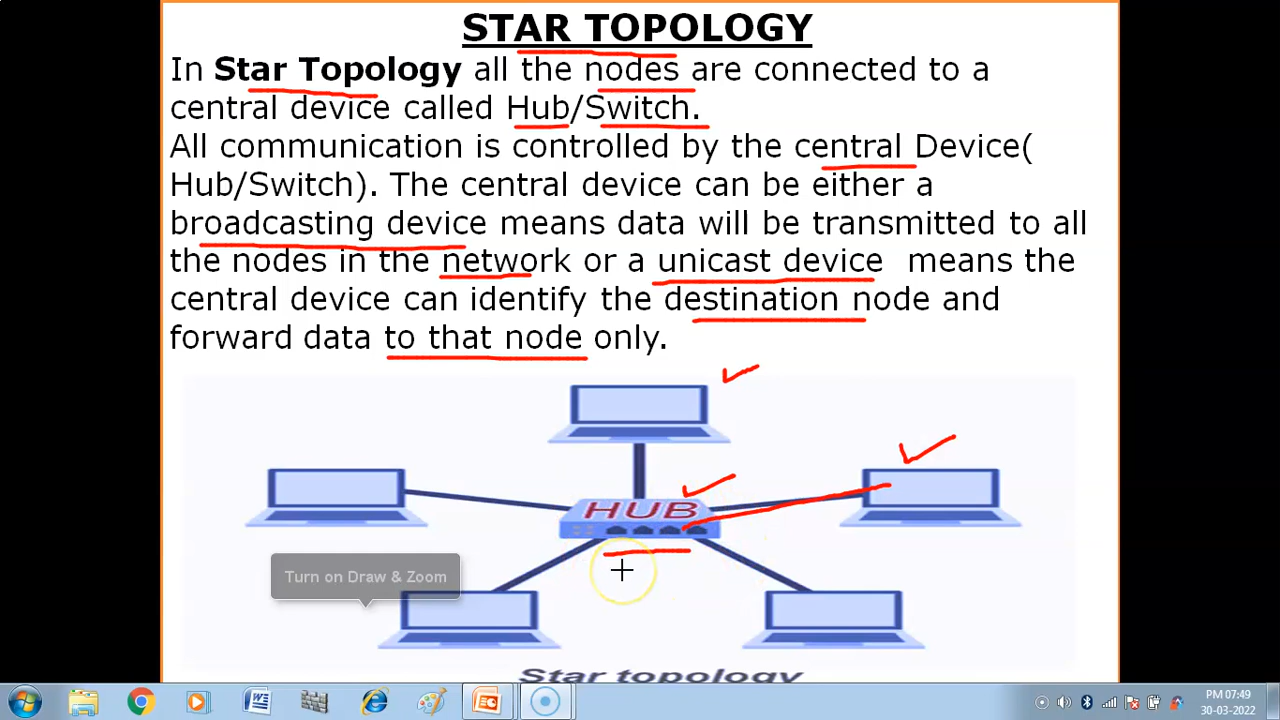 STAR TOPOLOGY
In Star Topology all the nodes are connected to a
central device called Hub/Switch.
All communication is controlled by the central Device(
Hub/Switch). The central device can be either a
broadcasting device means data will be transmitted to all
the nodes in the network or a unicast device means the
central device can identify the destination node and
forward data to that node only.
HUB
Turn on Draw & Zoom
Star topology
PM 07:49
30-03-2022